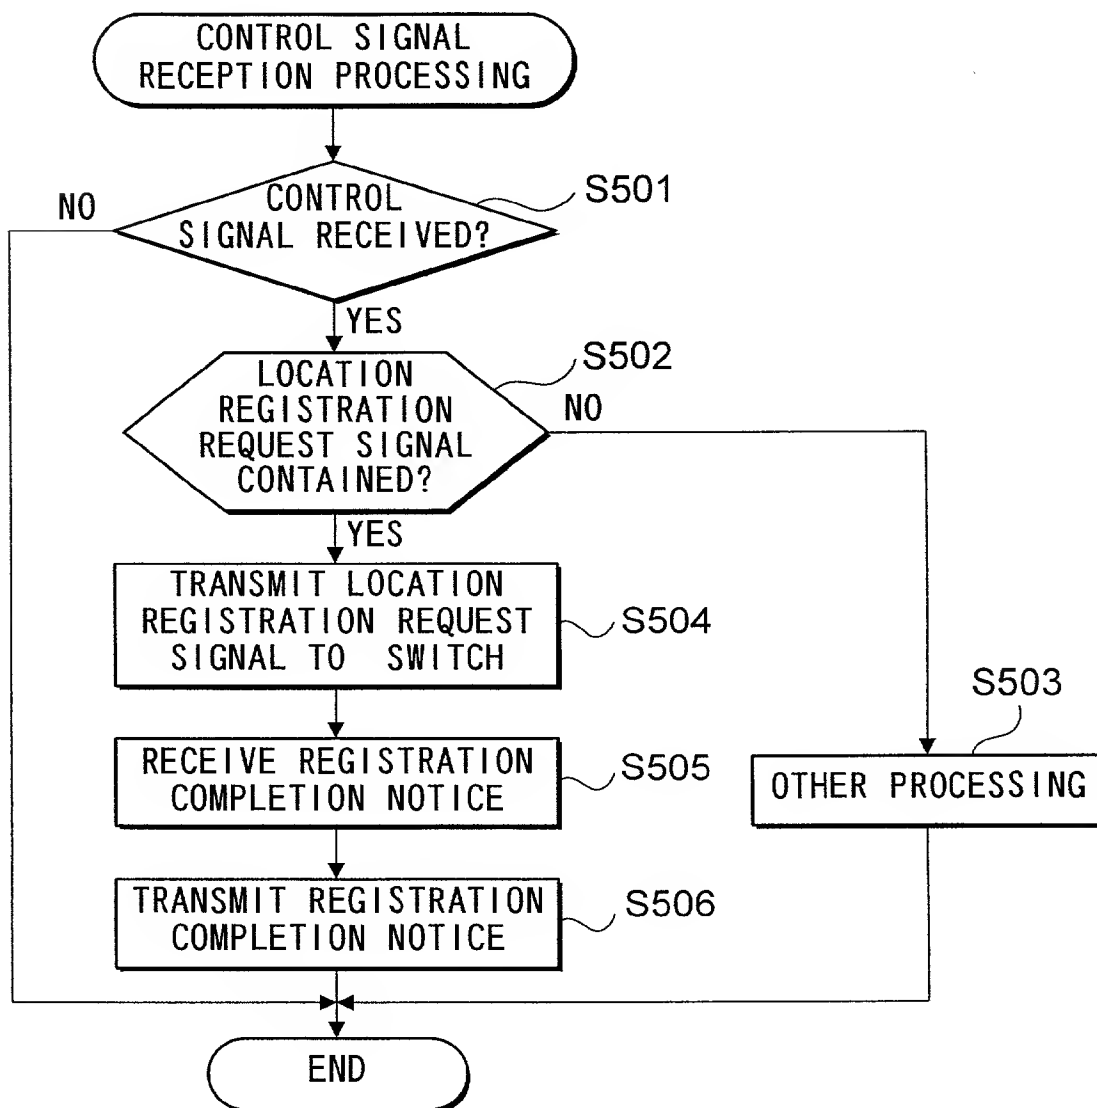 CONTROL SIGNAL
RECEPTION PROCESSING
CONTROL
SIGNAL RECEIVED?
S501
NO
YES
LOCATION
REGISTRATION
REQUEST SIGNAL
CONTAINED?
S502
NO
YES
TRANSMIT LOCATION
REGISTRATION REQUEST
SIGNAL TO SWITCH
S504
S503
OTHER PROCESSING
RECEIVE REGISTRATION
COMPLETION NOTICE
S505
TRANSMIT REGISTRATION
COMPLETION NOTICE
S506
END